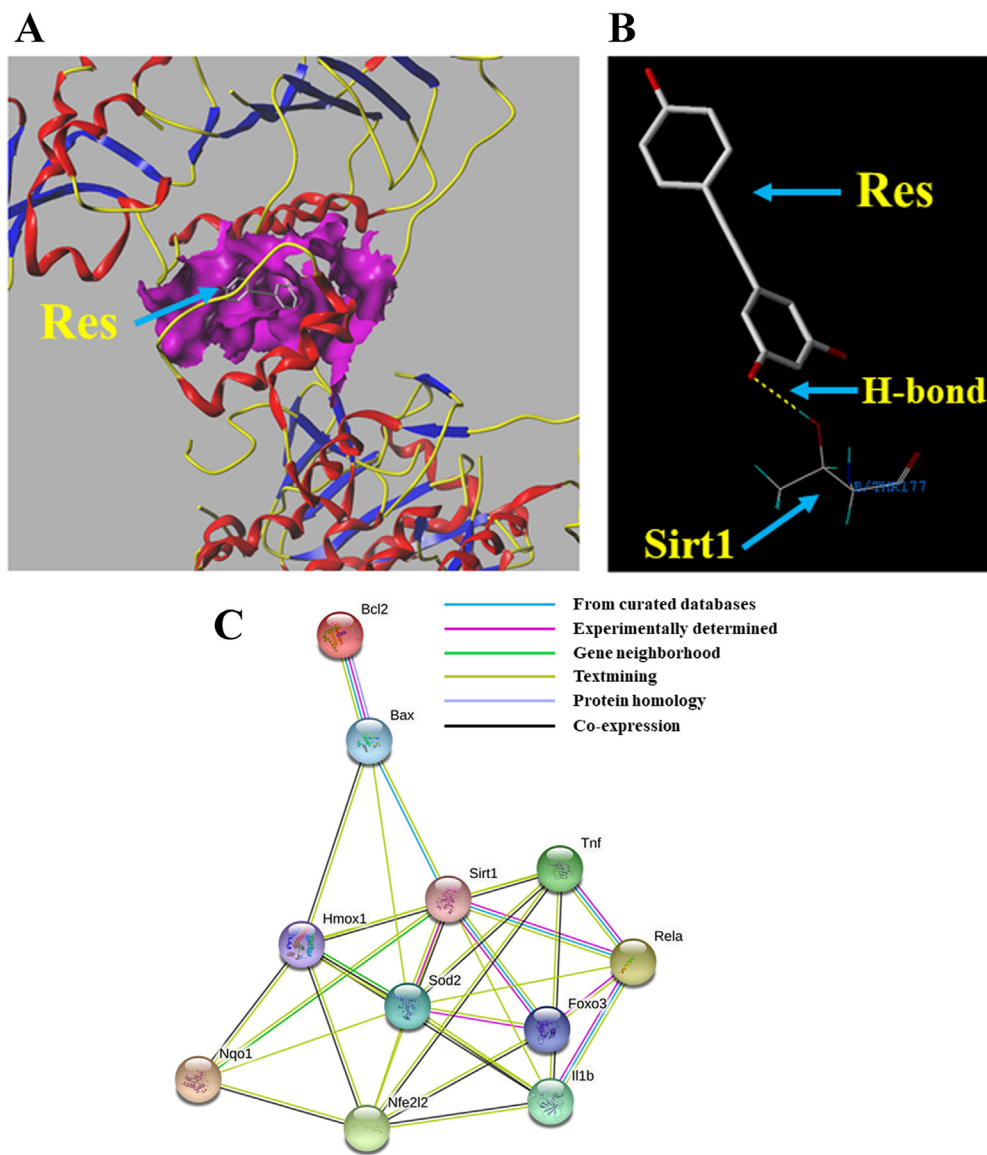 A
B
Res
Res
H-bond
B/THR177
Sirt1
C
From curated databases
Experimentally determined
Gene neighborhood
Textmining
Protein homology
Co-expression
Bcl2
Bax
Tnf
Sirt1
Hmox1
Rela
Sod2
Foxo3
Nqo1
Il1b
Nfe2l2